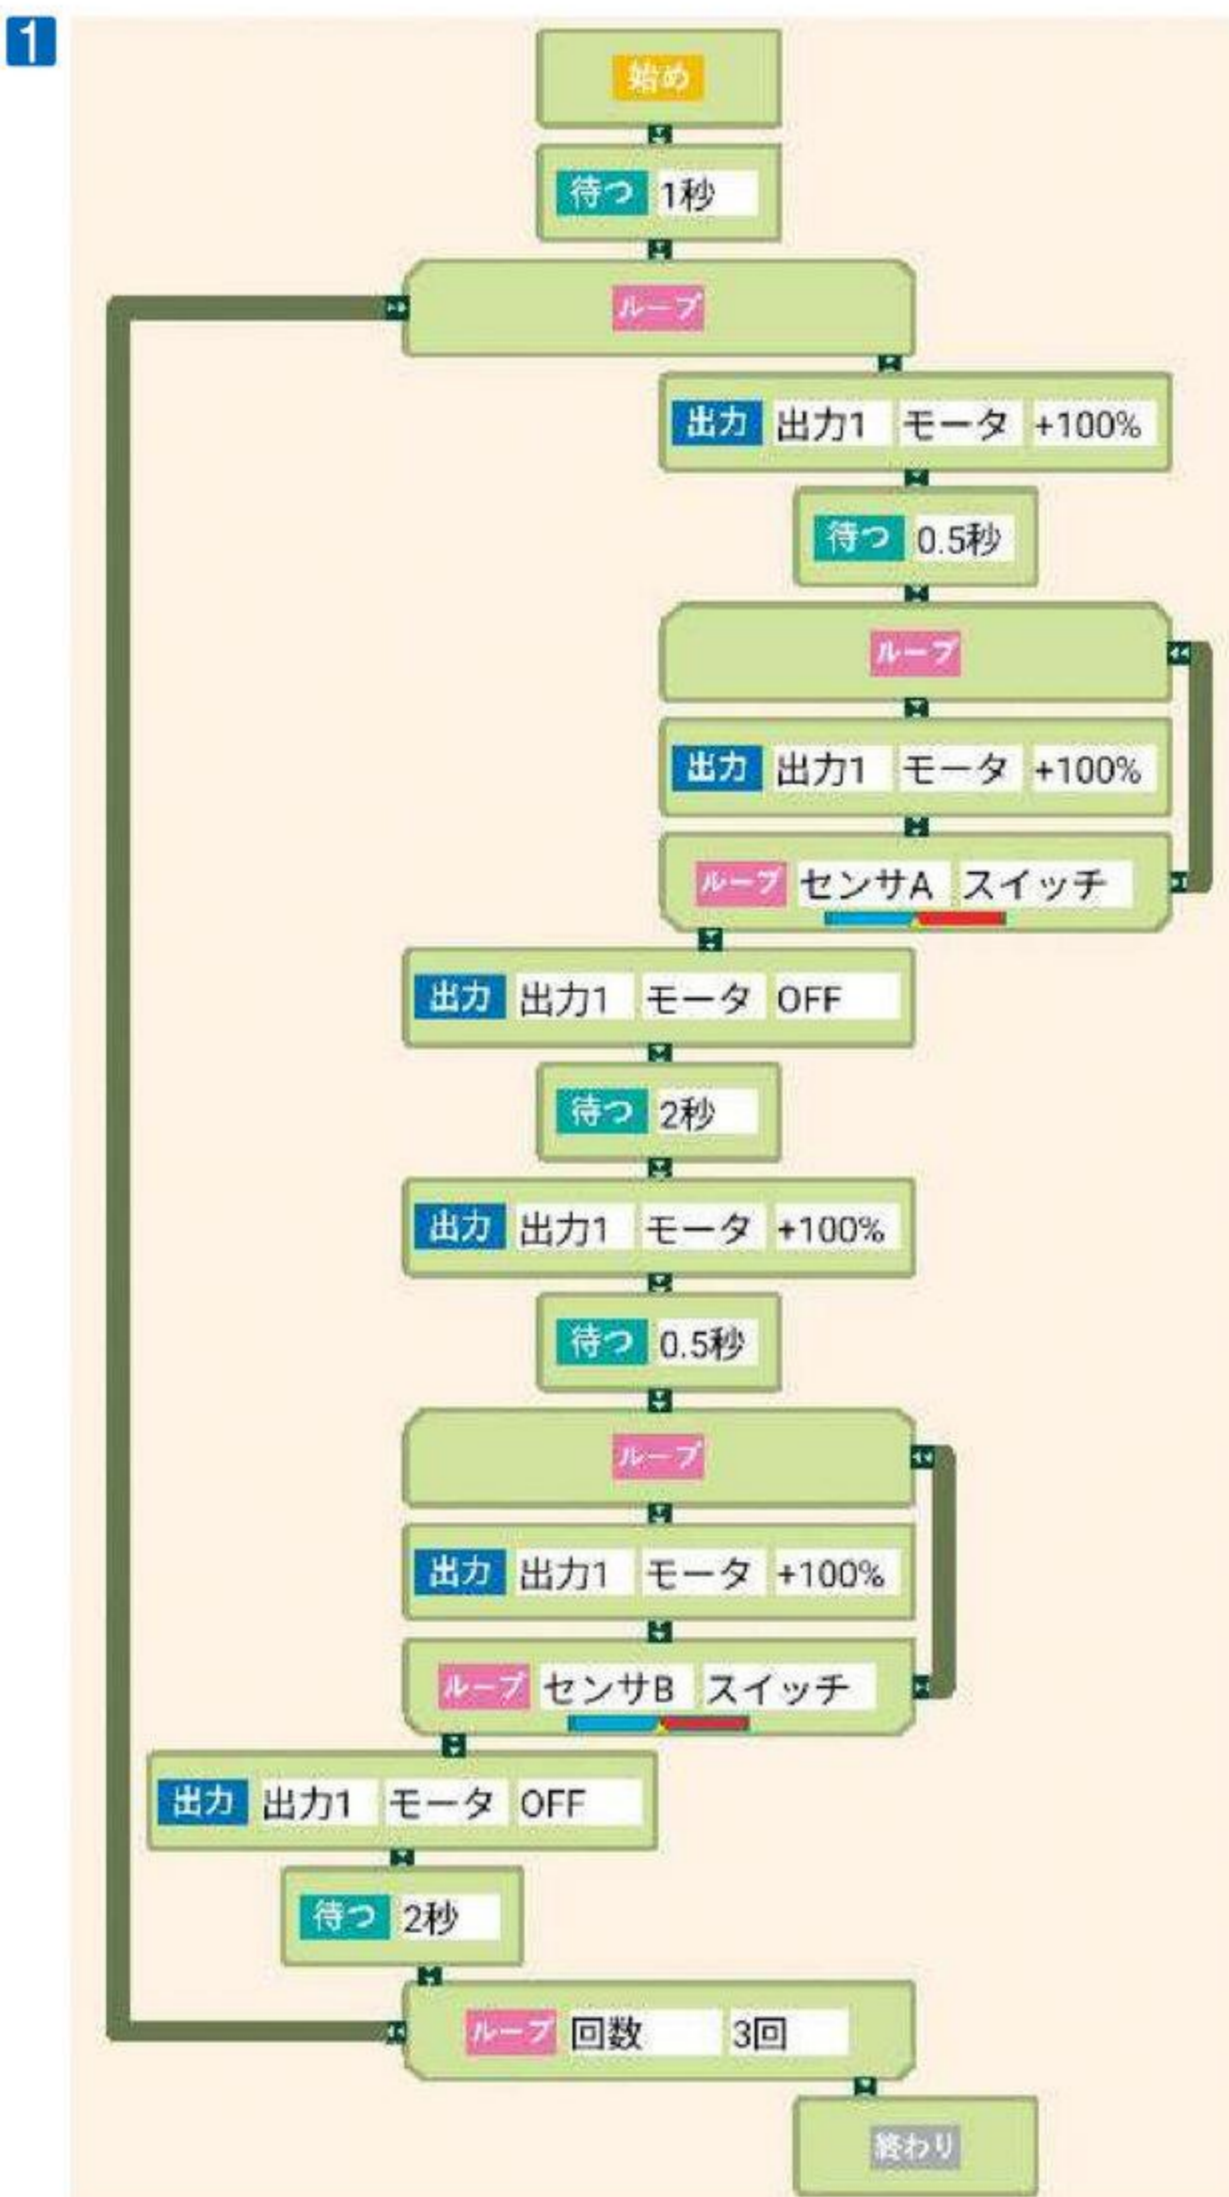 1
始め
待つ 1秒
ループ
出力 出力1 モータ +100%
待つ 0.5秒
ループ
出力 出力1 モータ +100%
ループ センサA スイッチ
出力 出力1 モータ OFF
待つ 2秒
出力 出力1 モータ +100%
待つ 0.5秒
ループ
出力 出力1 モータ +100%
ループ センサB スイッチ
出力 出力1 モータ OFF
待つ 2秒
ループ 回数 3回
終わり